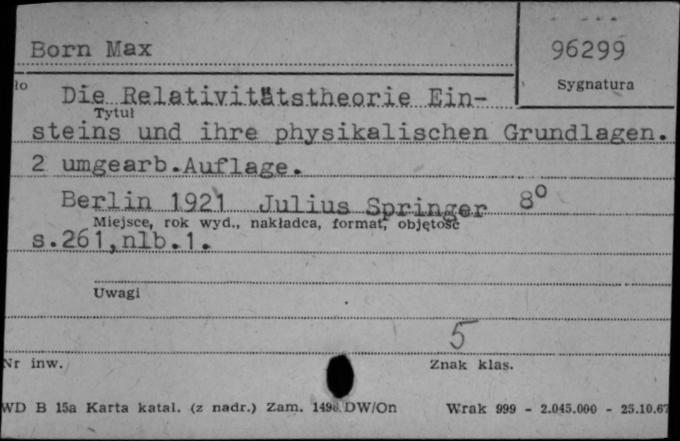 Born Max
96299
Sygnatura
ło
Die Relativitätstheorie Ein-
Tytuł
steins und ihre physikalischen Grundlagen.
2 umgearb.Auflage.
Berlin 1921 Julius Springer 8°
Miejsce, rok wyd., nakładca, format, objętość
s.261,nlb.1.
Uwagi
5
Nr inw.
Znak klas.
WD B 15a Karta katal. (z nadr.) Zam. DW/On Wrak 999 - 2.045.000 - 25.10.67